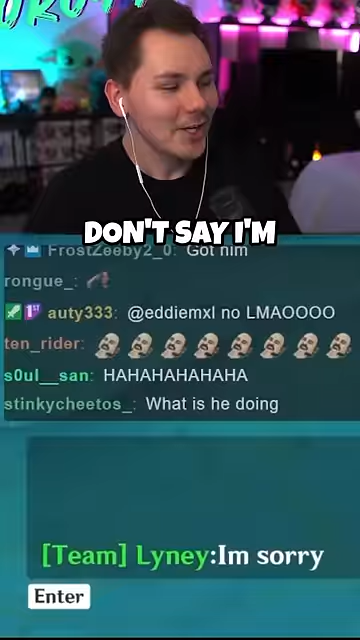 DON'T SAY I'M
FrostZeeby2_0: Got him
rongue_:
auty333: @eddiemxl no LMAOOOO
ten_rider:
s0ul__san: HAHAHAHAHAHA
stinkycheetos_: What is he doing
[Team] Lyney:Im sorry
Enter